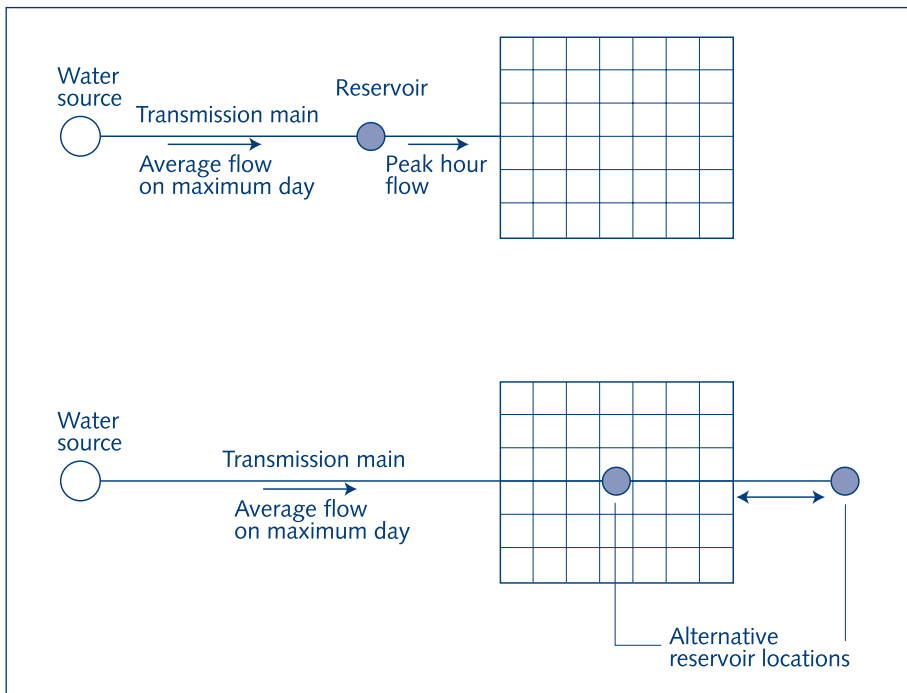 Water
source
Reservoir
Transmission main
Average flow
on maximum day
Peak hour
flow
Water
source
Transmission main
Average flow
on maximum day
Alternative
reservoir locations